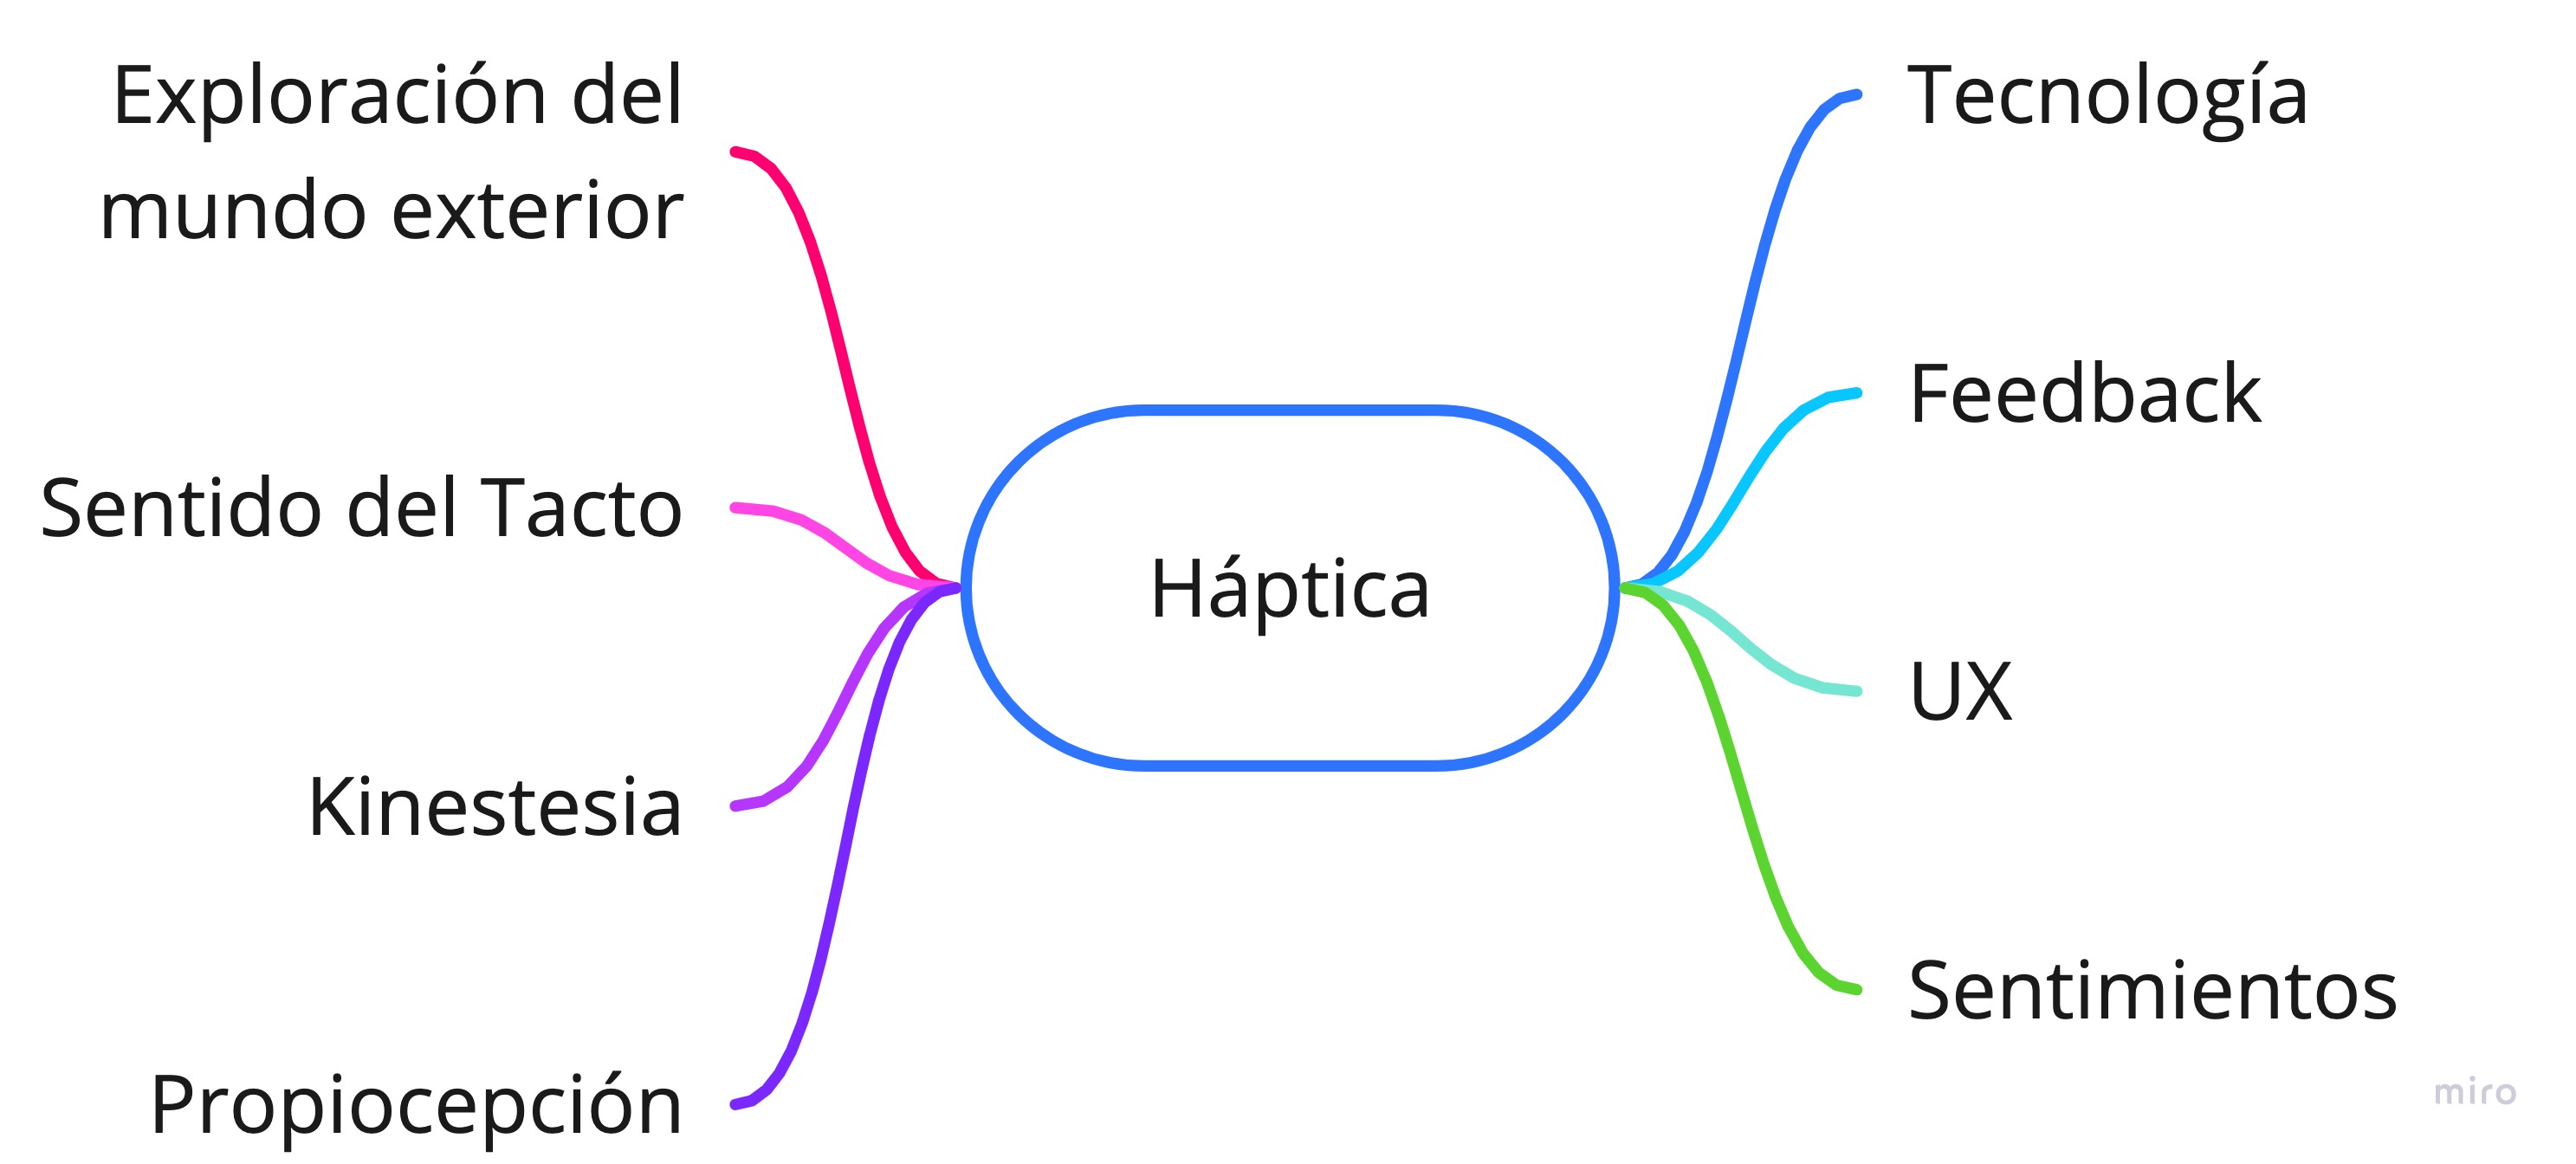 Exploración del
mundo exterior
Sentido del Tacto
Kinestesia
Propiocepción
Háptica
Tecnología
Feedback
UX
Sentimientos
miro